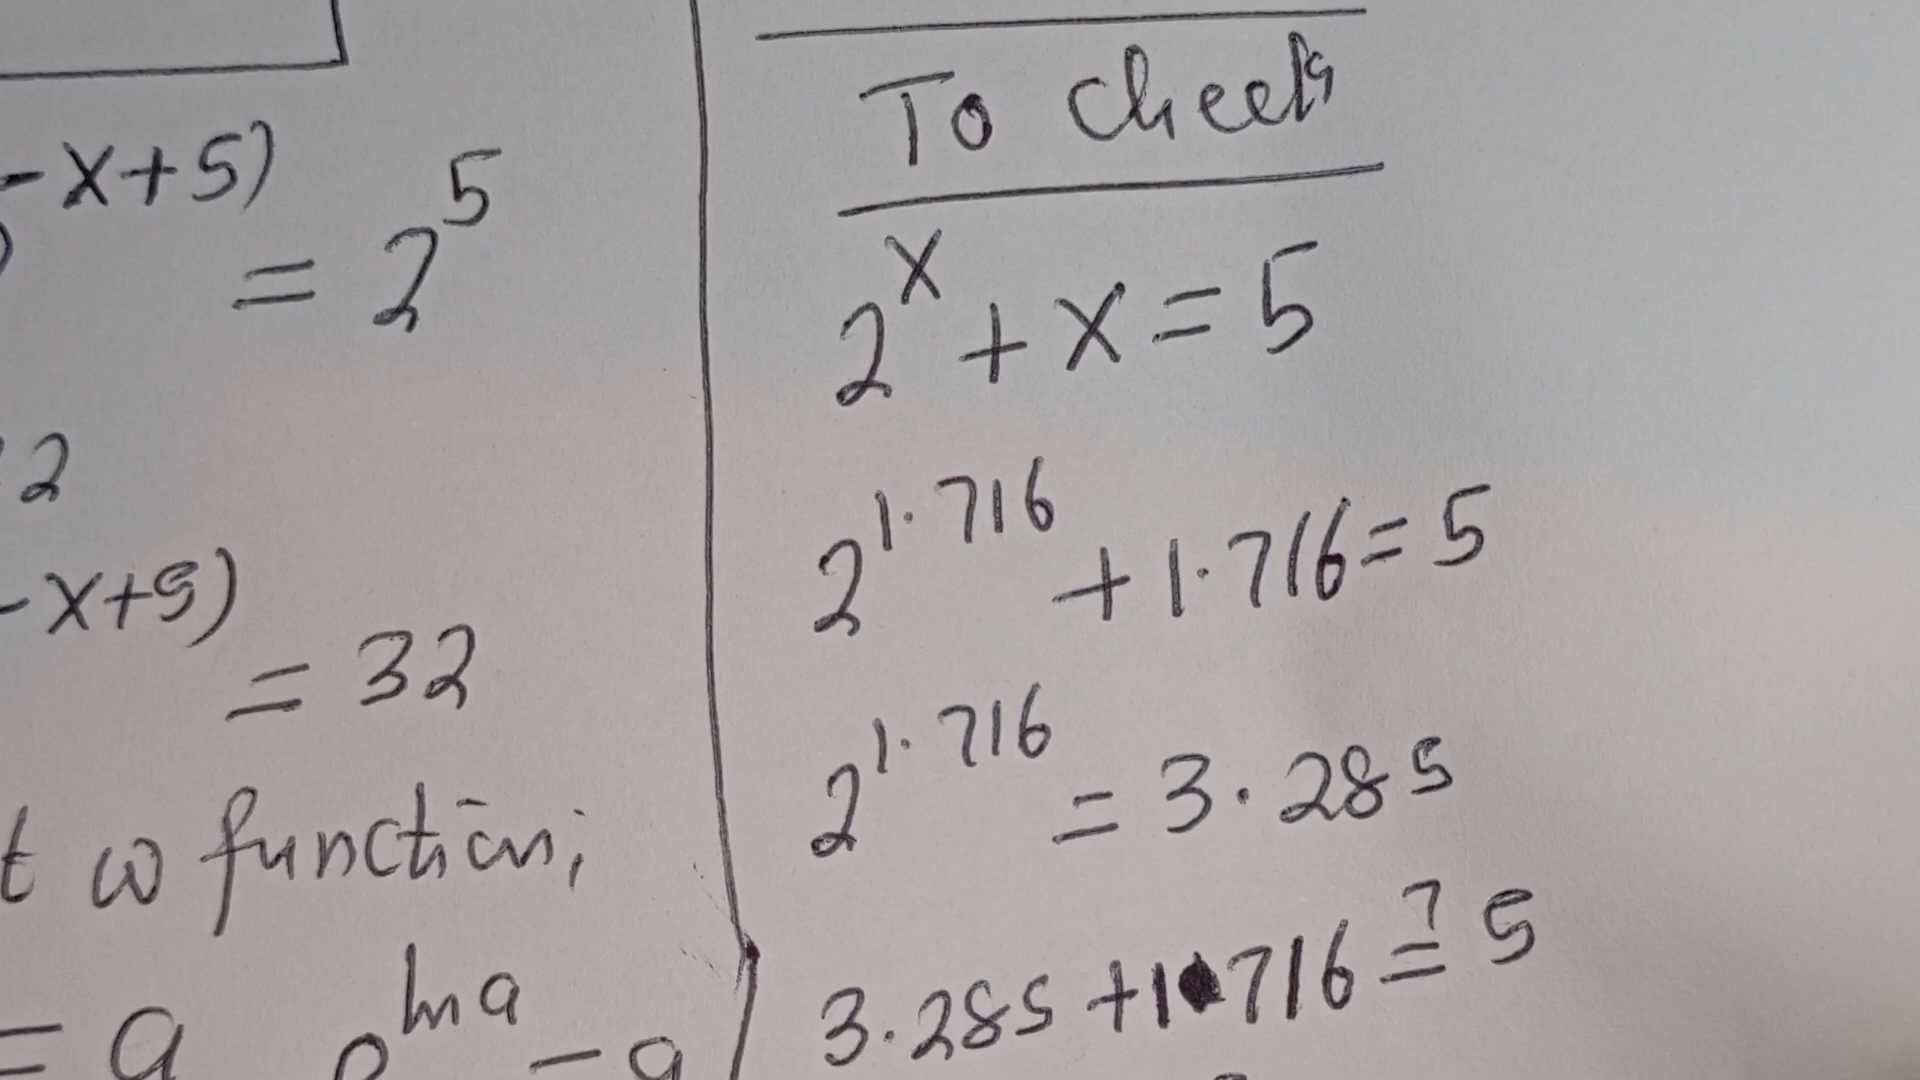 -x+5)
= 2^5
2
-x+5)
= 32
t w function;
= a e^ln a = a
To check
2^x + x = 5
2^1.716 + 1.716 = 5
2^1.716 = 3.285
3.285 + 1.716 ?= 5